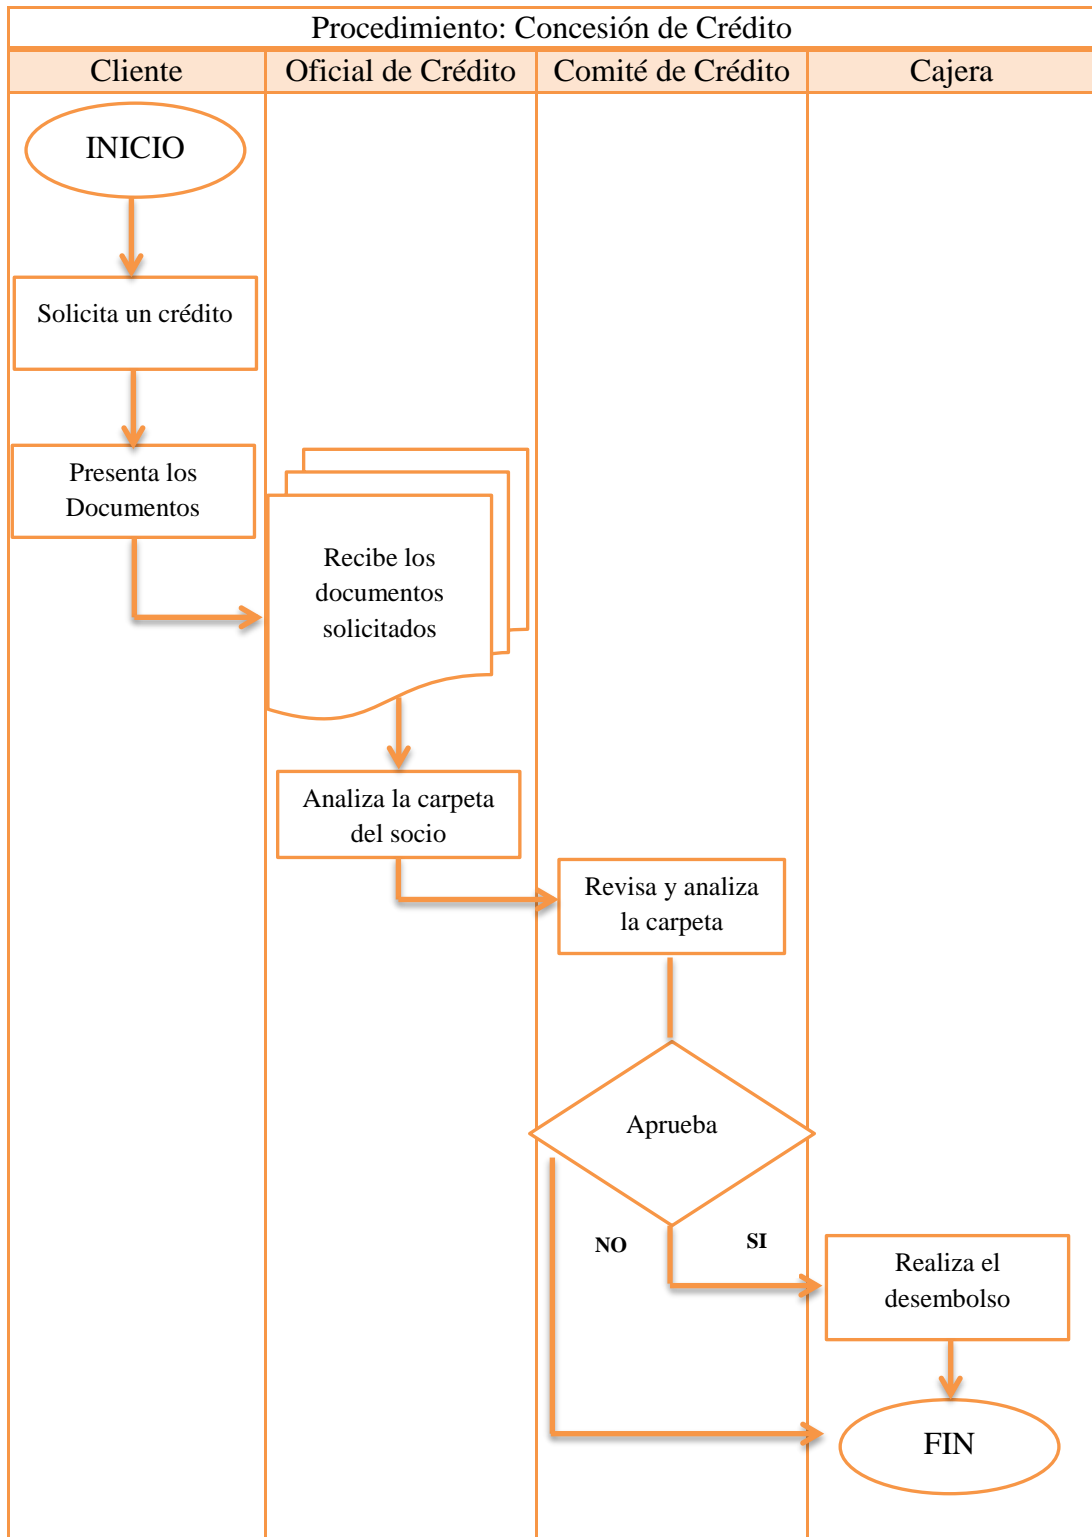 Procedimiento: Concesión de Crédito
Cliente
Oficial de Crédito
Comité de Crédito
Cajera
INICIO
Solicita un crédito
Presenta los
Documentos
Recibe los
documentos
solicitados
Analiza la carpeta
del socio
Revisa y analiza
la carpeta
Aprueba
NO
SI
Realiza el
desembolso
FIN